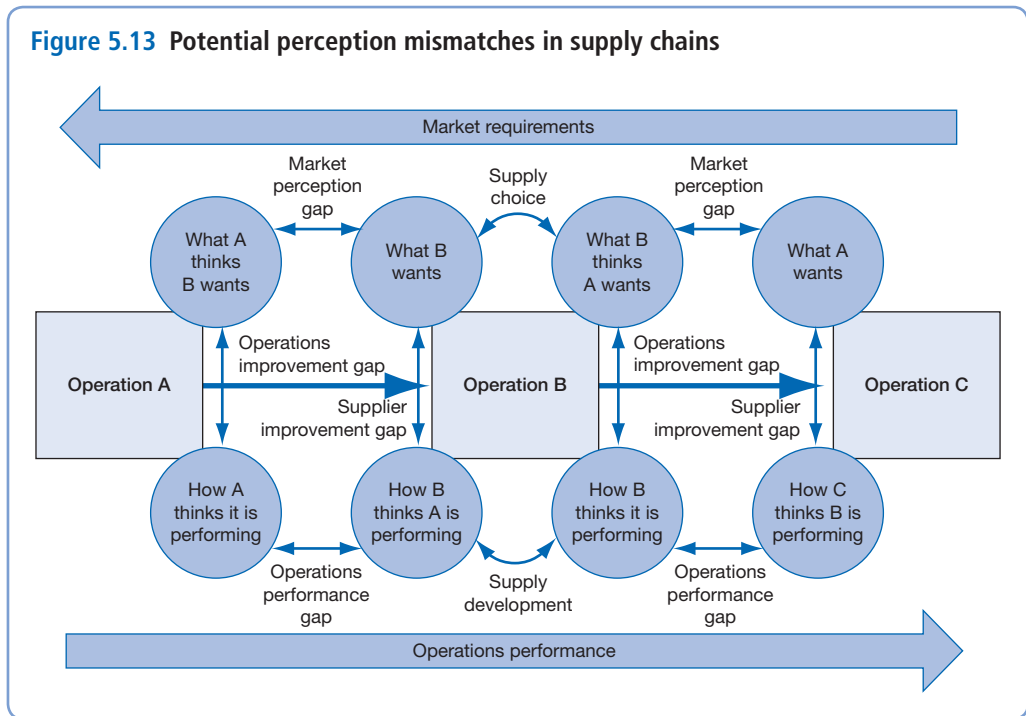 Figure 5.13 Potential perception mismatches in supply chains
Market requirements
Market
perception
gap
Supply
choice
Market
perception
gap
What A
thinks
B wants
What B
wants
What B
thinks
A wants
What A
wants
Operation A
Operations
improvement gap
Supplier
improvement gap
Operation B
Operations
improvement gap
Supplier
improvement gap
Operation C
How A
thinks it is
performing
How B
thinks A is
performing
How B
thinks it is
performing
How C
thinks B is
performing
Operations
performance
gap
Supply
development
Operations
performance
gap
Operations performance